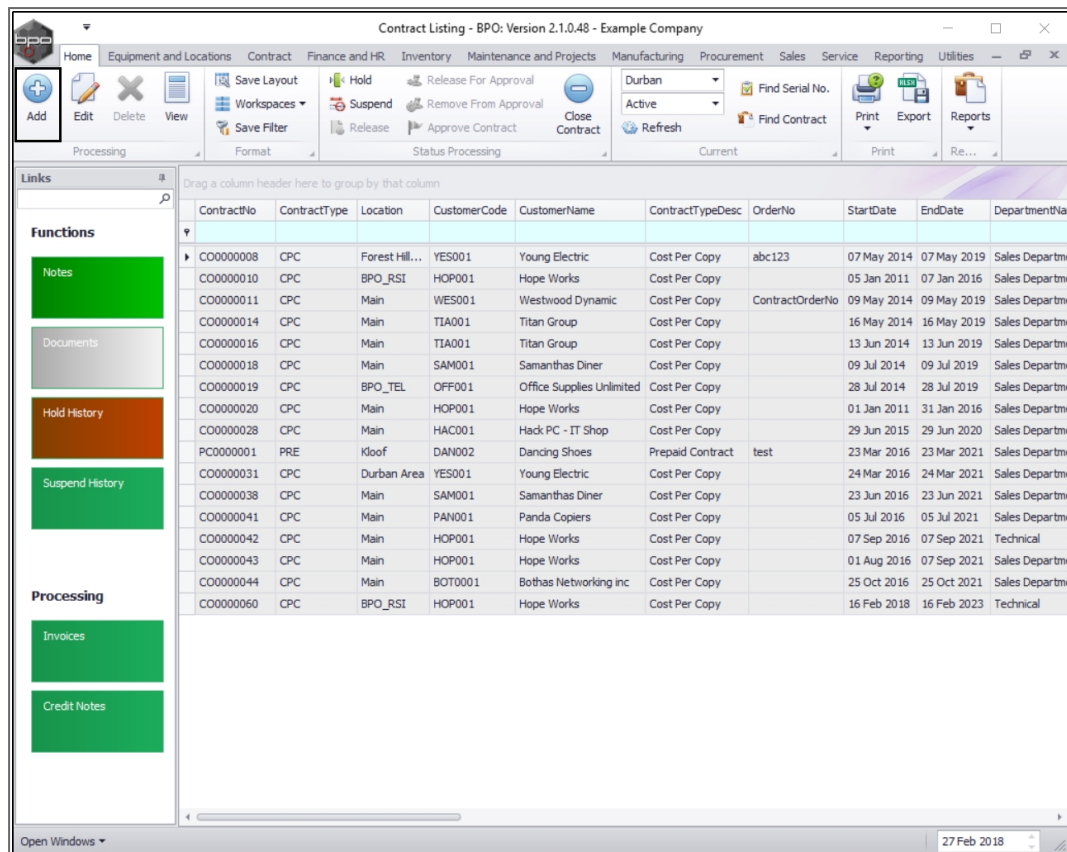 Contract Listing - BPO: Version 2.1.0.48 - Example Company
bpo
Home Equipment and Locations Contract Finance and HR Inventory Maintenance and Projects Manufacturing Procurement Sales Service Reporting Utilities
Add Edit Delete View
Save Layout
Workspaces
Save Filter
Hold
Suspend
Release
Release For Approval
Remove From Approval
Approve Contract
Close Contract
Durban
Active
Refresh
Find Serial No.
Find Contract
Print Export Reports
Processing Format Status Processing Current Print Re...
Links
Drag a column header here to group by that column
ContractNo ContractType Location CustomerCode CustomerName ContractTypeDesc OrderNo StartDate EndDate DepartmentNa
CO0000008 CPC Forest Hill... YES001 Young Electric Cost Per Copy abc123 07 May 2014 07 May 2019 Sales Departme
CO0000010 CPC BPO_RSI HOP001 Hope Works Cost Per Copy 05 Jan 2011 07 Jan 2016 Sales Departme
CO0000011 CPC Main WES001 Westwood Dynamic Cost Per Copy ContractOrderNo 09 May 2014 09 May 2019 Sales Departme
CO0000014 CPC Main TIA001 Titan Group Cost Per Copy 16 May 2014 16 May 2019 Sales Departme
CO0000016 CPC Main TIA001 Titan Group Cost Per Copy 13 Jun 2014 13 Jun 2019 Sales Departme
CO0000018 CPC Main SAM001 Samanthas Diner Cost Per Copy 09 Jul 2014 09 Jul 2019 Sales Departme
CO0000019 CPC BPO_TEL OFF001 Office Supplies Unlimited Cost Per Copy 28 Jul 2014 28 Jul 2019 Sales Departme
CO0000020 CPC Main HOP001 Hope Works Cost Per Copy 01 Jan 2011 31 Jan 2016 Sales Departme
CO0000028 CPC Main HAC001 Hack PC - IT Shop Cost Per Copy 29 Jun 2015 29 Jun 2020 Sales Departme
PC0000001 PRE Kloof DAN002 Dancing Shoes Prepaid Contract test 23 Mar 2016 23 Mar 2021 Sales Departme
CO0000031 CPC Durban Area YES001 Young Electric Cost Per Copy 24 Mar 2016 24 Mar 2021 Sales Departme
CO0000038 CPC Main SAM001 Samanthas Diner Cost Per Copy 23 Jun 2016 23 Jun 2021 Sales Departme
CO0000041 CPC Main PAN001 Panda Copiers Cost Per Copy 05 Jul 2016 05 Jul 2021 Sales Departme
CO0000042 CPC Main HOP001 Hope Works Cost Per Copy 07 Sep 2016 07 Sep 2021 Technical
CO0000043 CPC Main HOP001 Hope Works Cost Per Copy 01 Aug 2016 07 Sep 2021 Sales Departme
CO0000044 CPC Main BOT0001 Bothas Networking inc Cost Per Copy 25 Oct 2016 25 Oct 2021 Sales Departme
CO0000060 CPC BPO_RSI HOP001 Hope Works Cost Per Copy 16 Feb 2018 16 Feb 2023 Technical
Functions
Notes
Documents
Hold History
Suspend History
Processing
Invoices
Credit Notes
Open Windows
27 Feb 2018